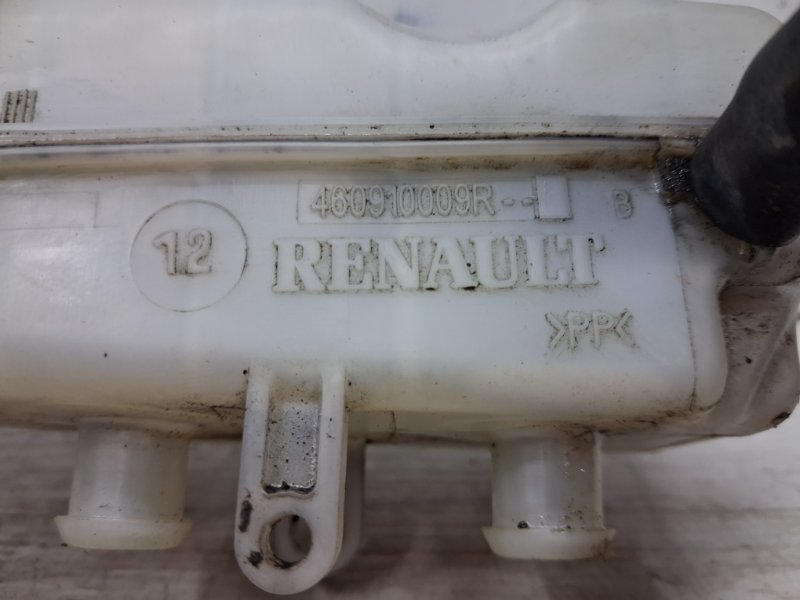 460910009R--
B
12
RENAULT
>PP<